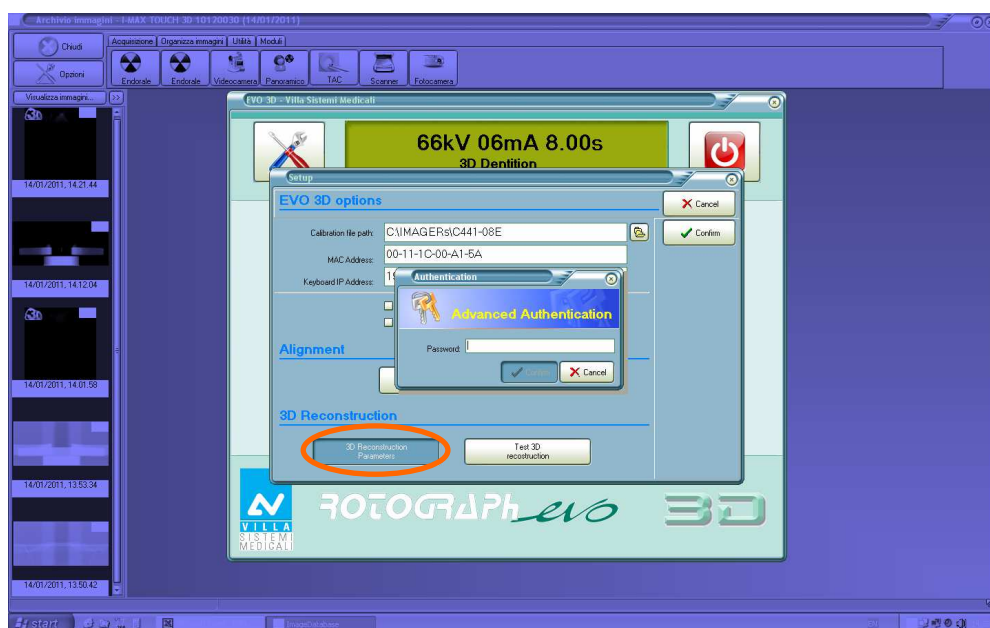 Archivio immagini - I-MAX TOUCH 3D 10120030 (14/01/2011)
Chiudi
Opzioni
Acquisizione Organizza immagini Utilità Moduli
Endorale Endorale Videocamera Panoramico TAC Scanner Fotocamera
Visualizza immagini... >>
3D
14/01/2011, 14.21.44
14/01/2011, 14.12.04
3D
14/01/2011, 14.01.58
14/01/2011, 13.53.34
14/01/2011, 13.50.42
EVO 3D - Villa Sistemi Medicali
66kV 06mA 8.00s
3D Dentition
Setup
EVO 3D options
Cancel
Confirm
Calibration file path: C:\IMAGERs\C441-08E
MAC Address: 00-11-1C-00-A1-5A
Keyboard IP Address:
Authentication
Advanced Authentication
Password:
Confirm Cancel
Alignment
3D Reconstruction
3D Reconstruction
Parameters
Test 3D
reconstruction
VILLA
SISTEMI
MEDICALI
ROTOGRAPh evo 3D
start
ImageDatabase